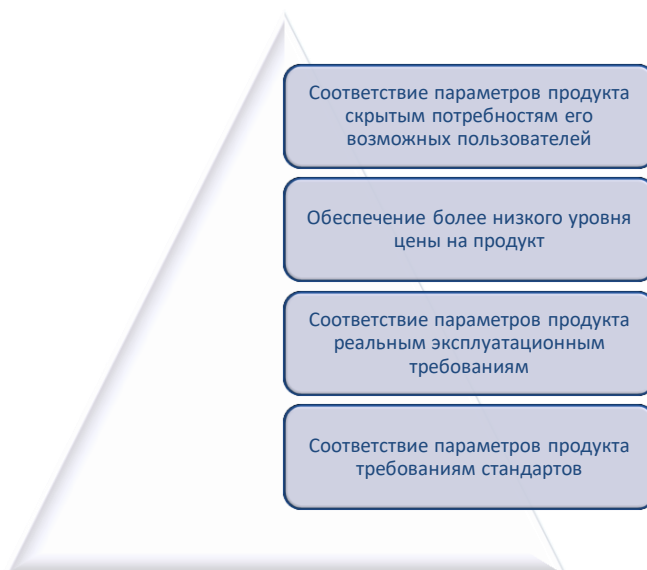 Соответствие параметров продукта
скрытым потребностям его
возможных пользователей
Обеспечение более низкого уровня
цены на продукт
Соответствие параметров продукта
реальным эксплуатационным
требованиям
Соответствие параметров продукта
требованиям стандартов